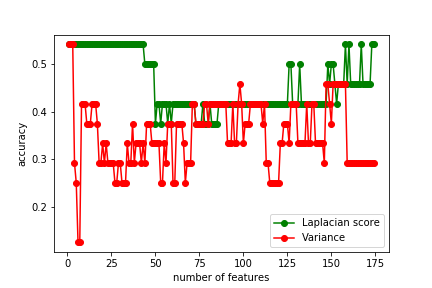 0.5
0.4
0.3
0.2
accuracy
0 25 50 75 100 125 150 175
number of features
Laplacian score
Variance